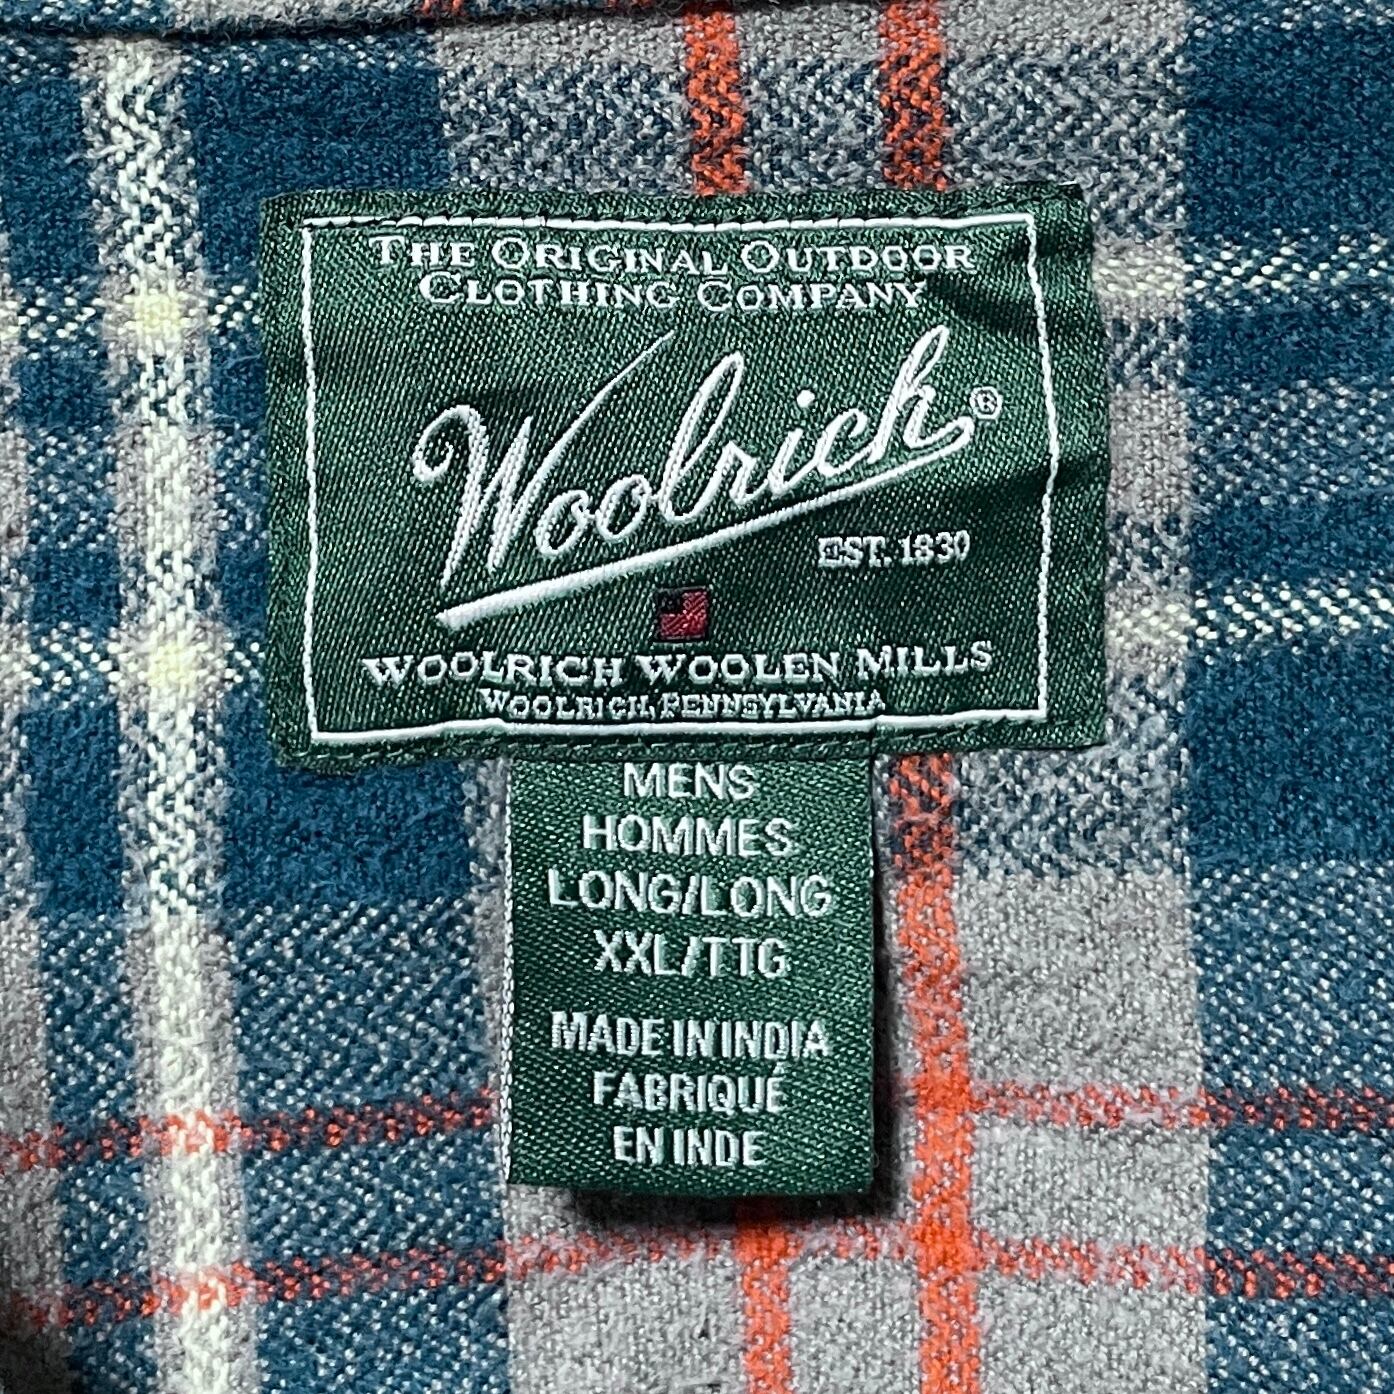 THE ORIGINAL OUTDOOR
CLOTHING COMPANY
Woolrich®
EST. 1830
WOOLRICH WOOLEN MILLS
WOOLRICH, PENNSYLVANIA
MENS
HOMMES
LONG/LONG
XXL/TTG
MADE IN INDIA
FABRIQUÉ
EN INDE